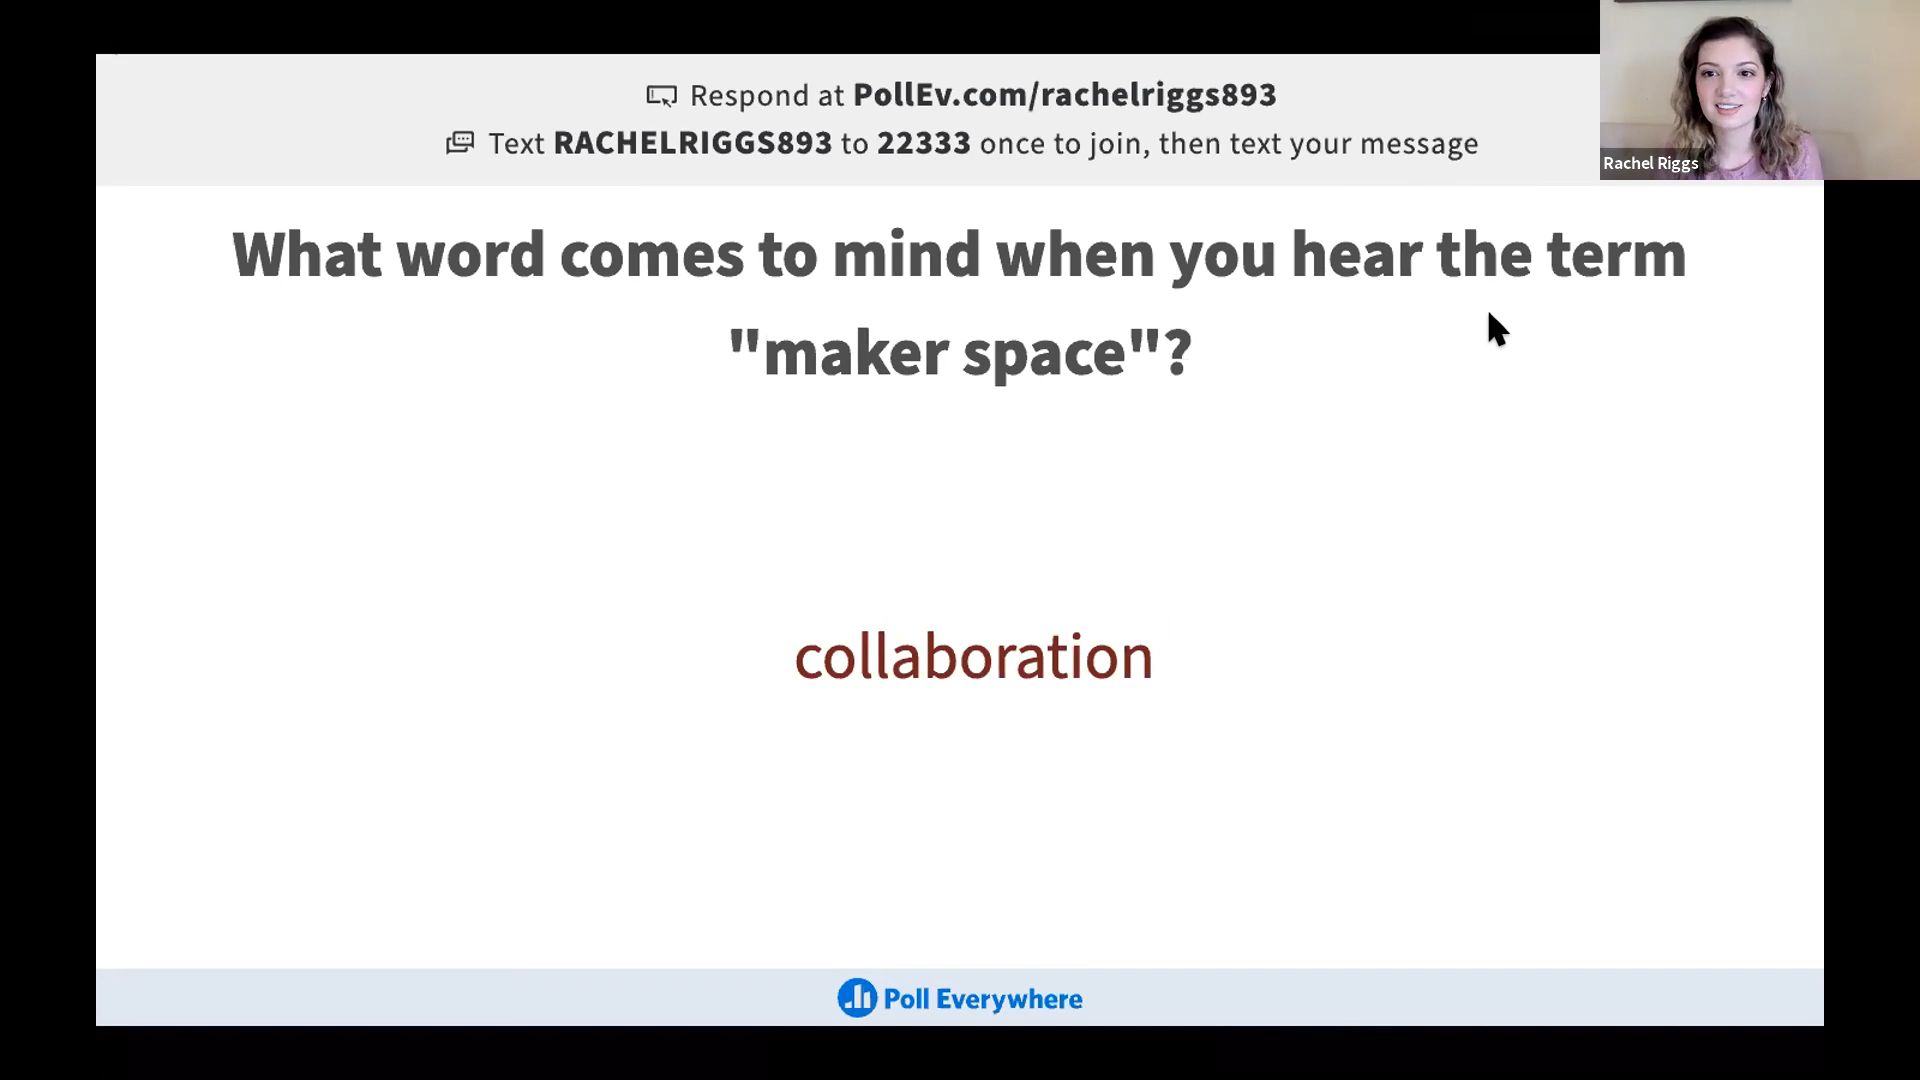 Respond at PollEv.com/rachelriggs893
Text RACHELRIGGS893 to 22333 once to join, then text your message
Rachel Riggs
What word comes to mind when you hear the term
"maker space"?
collaboration
Poll Everywhere